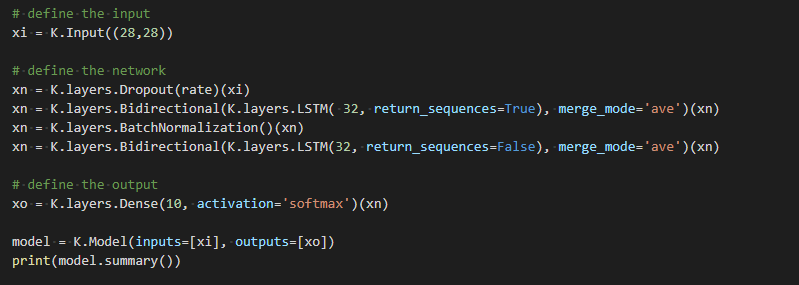 # define the input
xi = K.Input((28,28))
# define the network
xn = K.layers.Dropout(rate)(xi)
xn = K.layers.Bidirectional(K.layers.LSTM( 32, return_sequences=True), merge_mode='ave')(xn)
xn = K.layers.BatchNormalization()(xn)
xn = K.layers.Bidirectional(K.layers.LSTM(32, return_sequences=False), merge_mode='ave')(xn)
# define the output
xo = K.layers.Dense(10, activation='softmax')(xn)
model = K.Model(inputs=[xi], outputs=[xo])
print(model.summary())